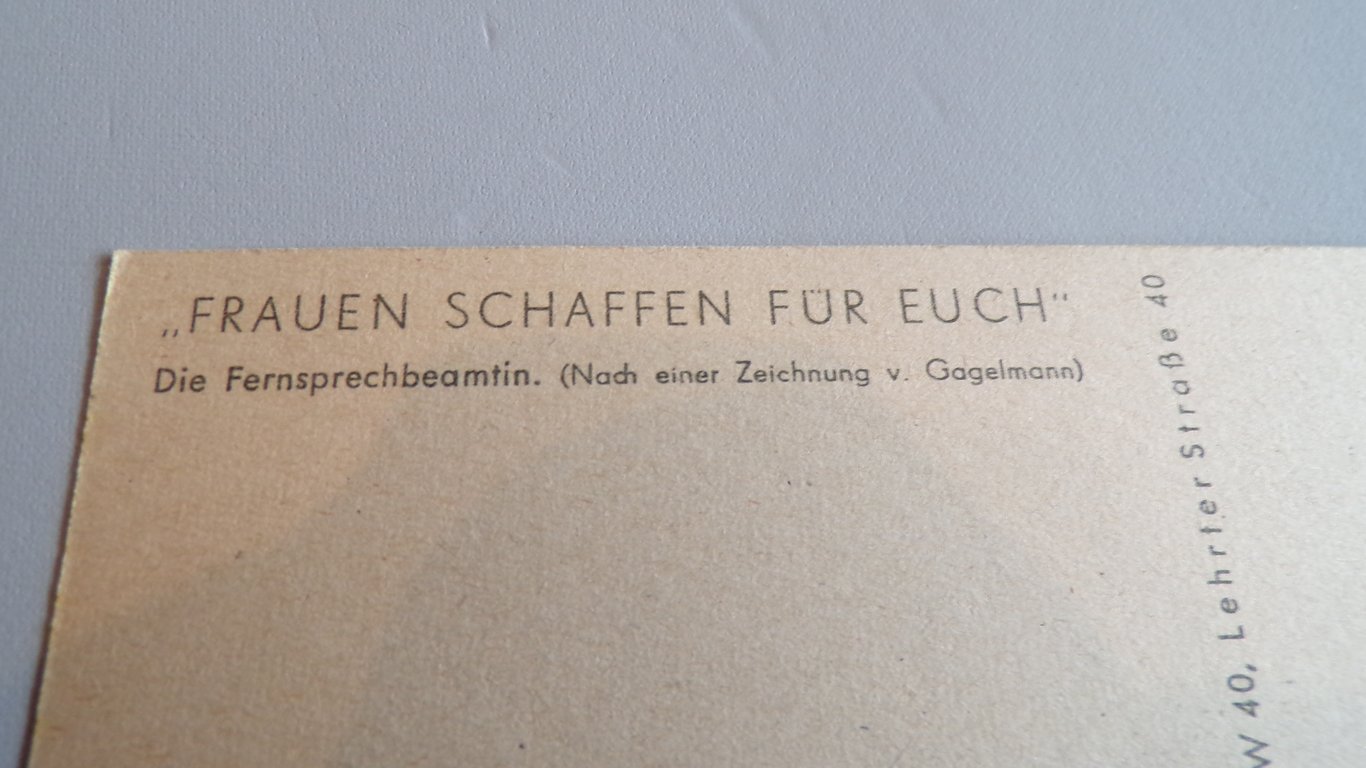 „FRAUEN SCHAFFEN FÜR EUCH“
Die Fernsprechbeamtin. (Nach einer Zeichnung v. Gagelmann)
W 40, Lehrter Straße 40